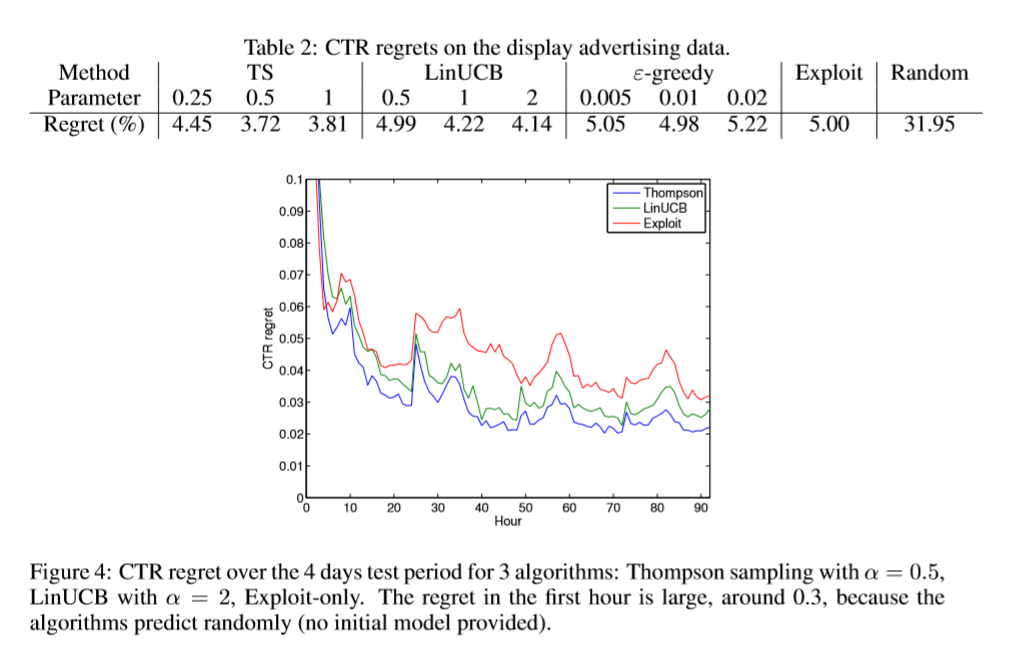 Table 2: CTR regrets on the display advertising data.
Method TS LinUCB ε-greedy Exploit Random
Parameter 0.25 0.5 1 0.5 1 2 0.005 0.01 0.02
Regret (%) 4.45 3.72 3.81 4.99 4.22 4.14 5.05 4.98 5.22 5.00 31.95
0.1
0.09
0.08
0.07
0.06
0.05
0.04
0.03
0.02
0.01
0
CTR regret
Thompson
LinUCB
Exploit
0 10 20 30 40 50 60 70 80 90
Hour
Figure 4: CTR regret over the 4 days test period for 3 algorithms: Thompson sampling with α = 0.5,
LinUCB with α = 2, Exploit-only. The regret in the first hour is large, around 0.3, because the
algorithms predict randomly (no initial model provided).